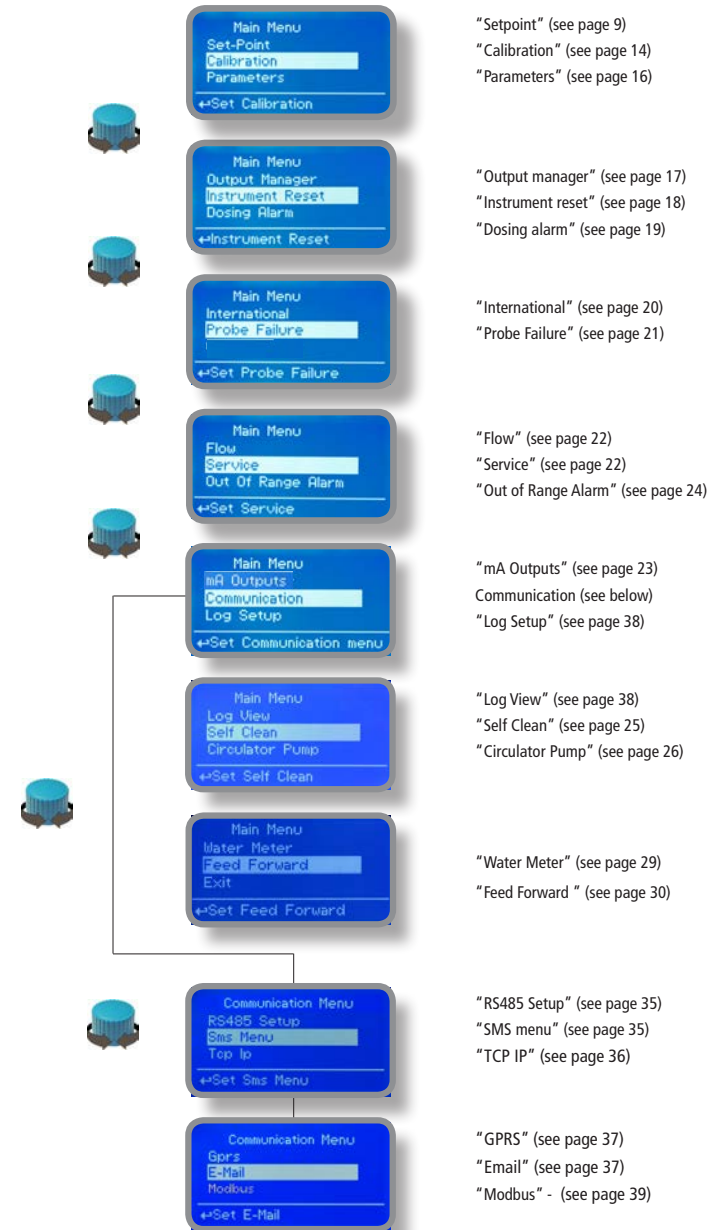 Main Menu
Set-Point
Calibration
Parameters
↵Set Calibration
"Setpoint" (see page 9)
"Calibration" (see page 14)
"Parameters" (see page 16)
Main Menu
Output Manager
Instrument Reset
Dosing Alarm
↵Instrument Reset
"Output manager" (see page 17)
"Instrument reset" (see page 18)
"Dosing alarm" (see page 19)
Main Menu
International
Probe Failure
↵Set Probe Failure
"International" (see page 20)
"Probe Failure" (see page 21)
Main Menu
Flow
Service
Out Of Range Alarm
↵Set Service
"Flow" (see page 22)
"Service" (see page 22)
"Out of Range Alarm" (see page 24)
Main Menu
mA Outputs
Communication
Log Setup
↵Set Communication menu
"mA Outputs" (see page 23)
Communication (see below)
"Log Setup" (see page 38)
Main Menu
Log View
Self Clean
Circulator Pump
↵Set Self Clean
"Log View" (see page 38)
"Self Clean" (see page 25)
"Circulator Pump" (see page 26)
Main Menu
Water Meter
Feed Forward
Exit
↵Set Feed Forward
"Water Meter" (see page 29)
"Feed Forward " (see page 30)
Communication Menu
RS485 Setup
Sms Menu
Tcp Ip
↵Set Sms Menu
"RS485 Setup" (see page 35)
"SMS menu" (see page 35)
"TCP IP" (see page 36)
Communication Menu
Gprs
E-Mail
Modbus
↵Set E-Mail
"GPRS" (see page 37)
"Email" (see page 37)
"Modbus" - (see page 39)